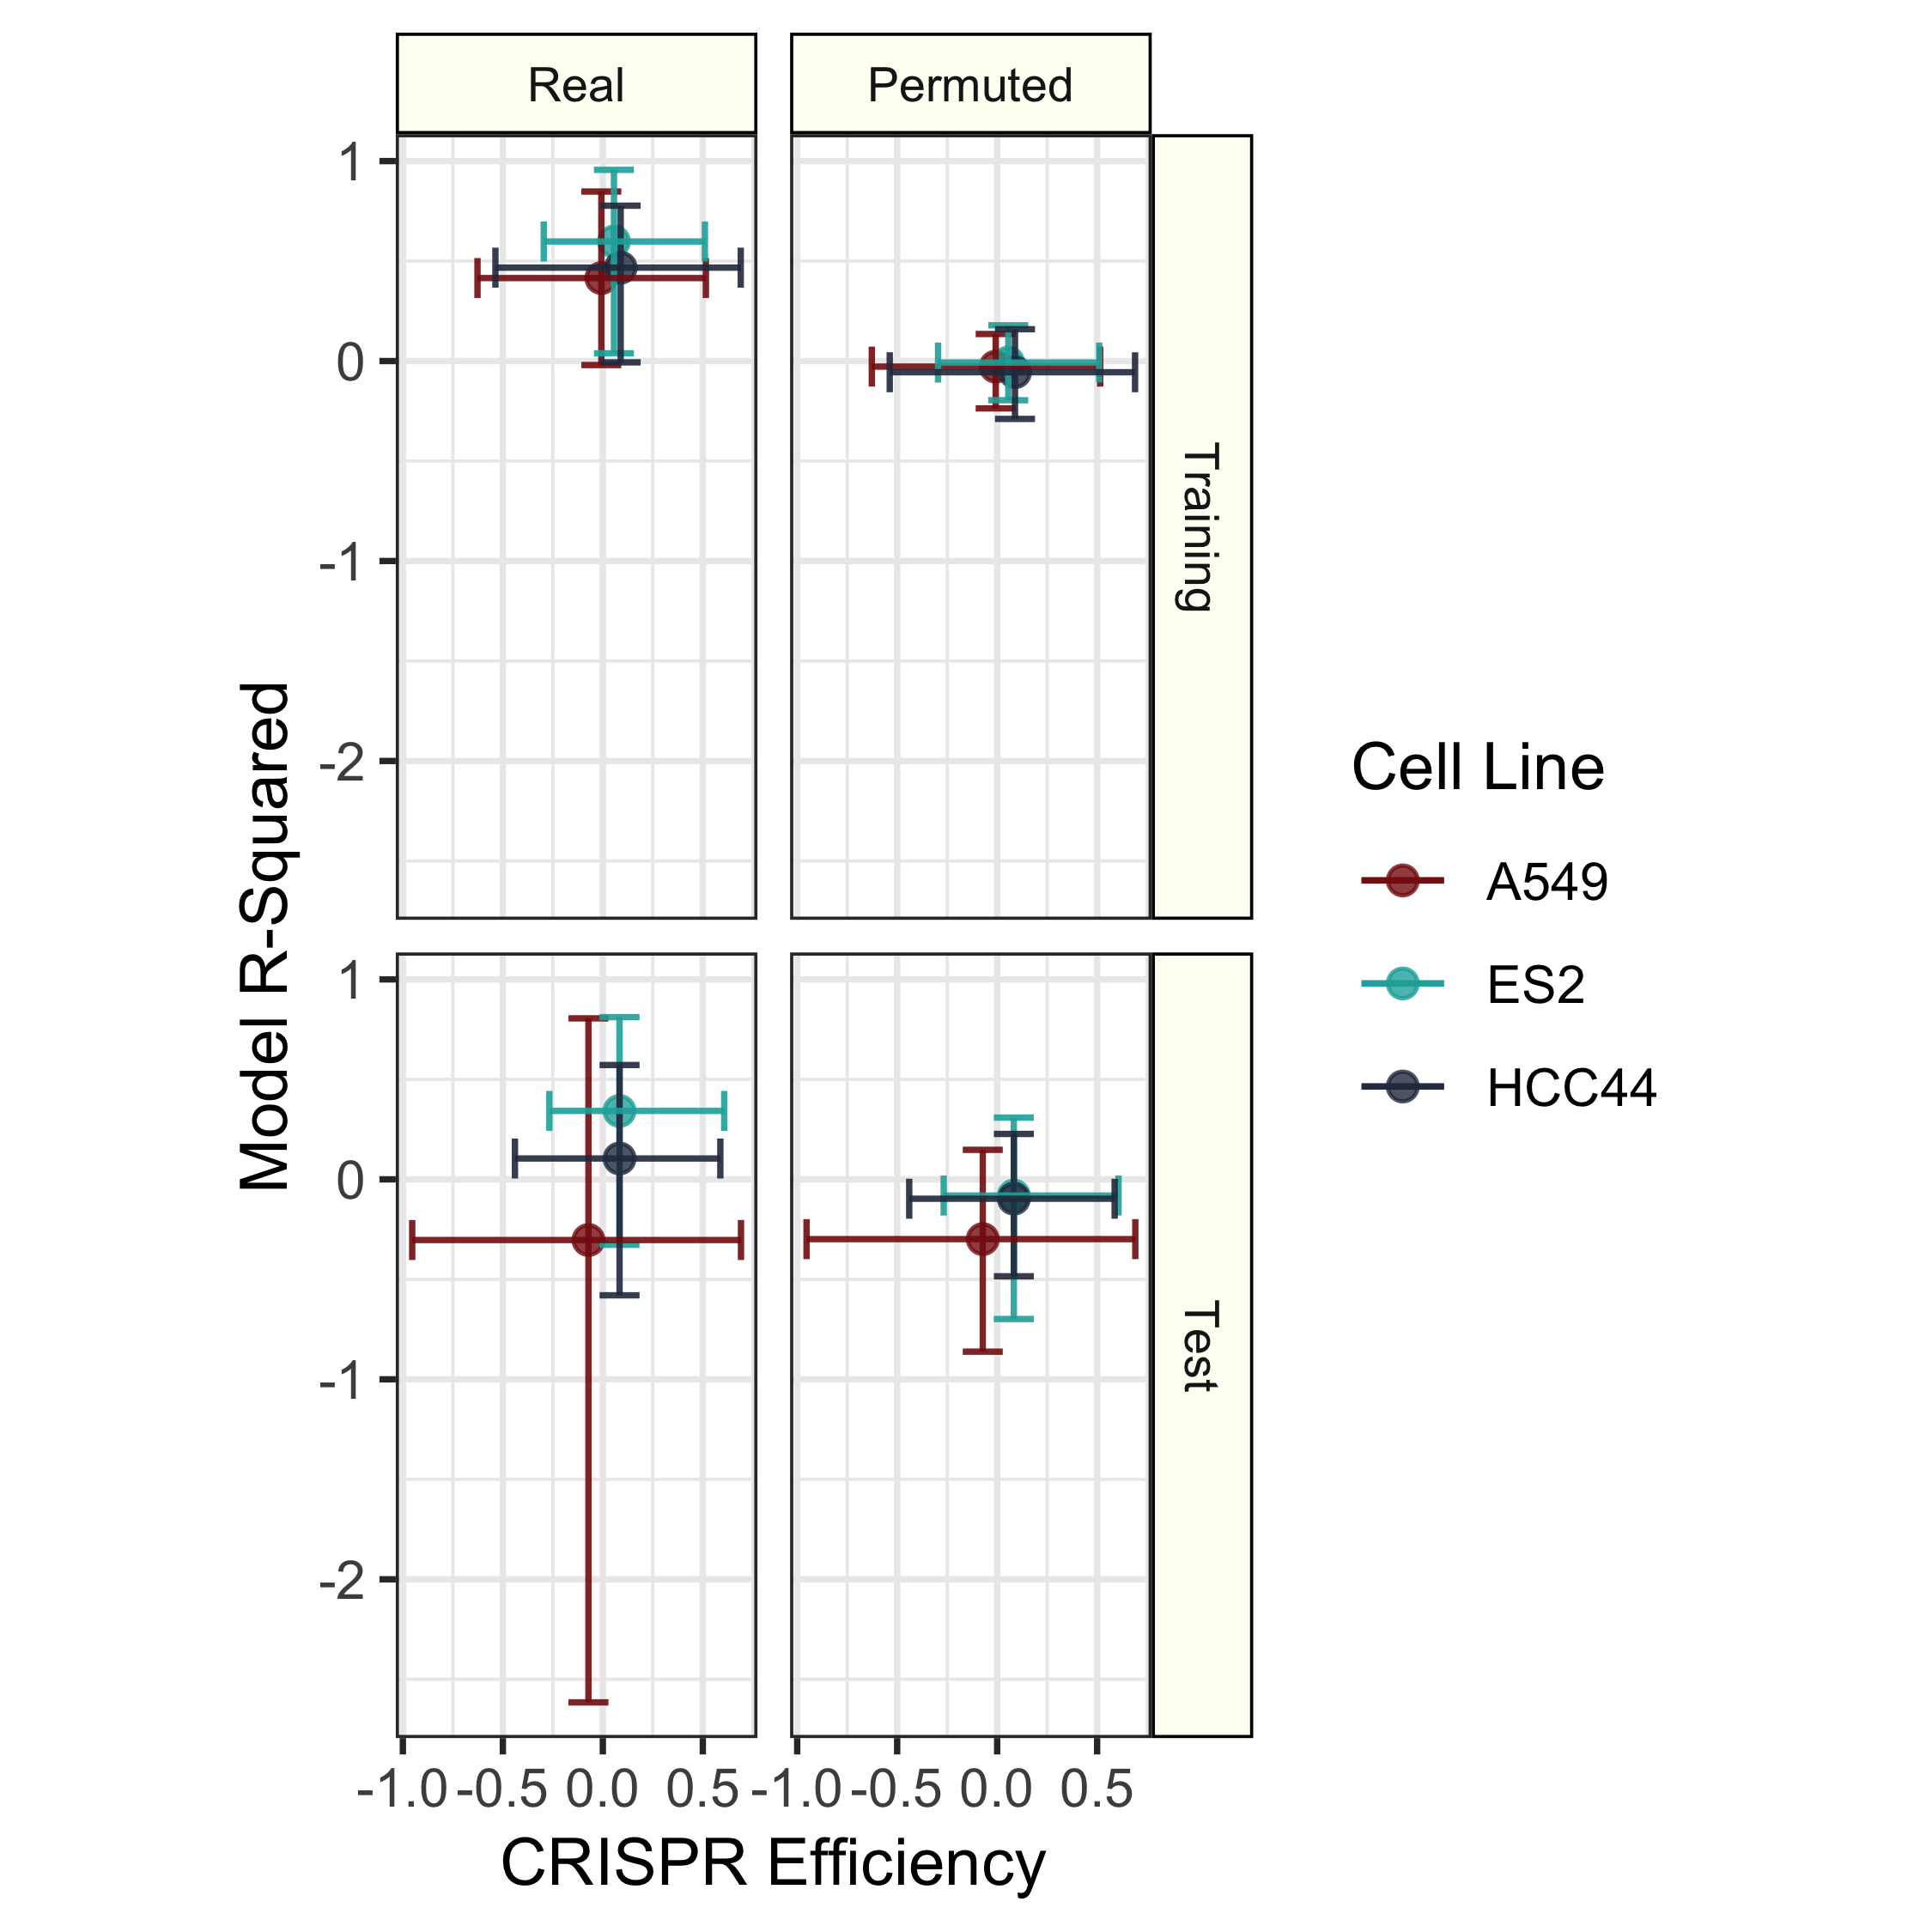 Real
Permuted
1
0
-1
-2
Training
Model R-Squared
1
0
-1
-2
Test
-1.0 -0.5 0.0 0.5 -1.0 -0.5 0.0 0.5
CRISPR Efficiency
Cell Line
A549
ES2
HCC44